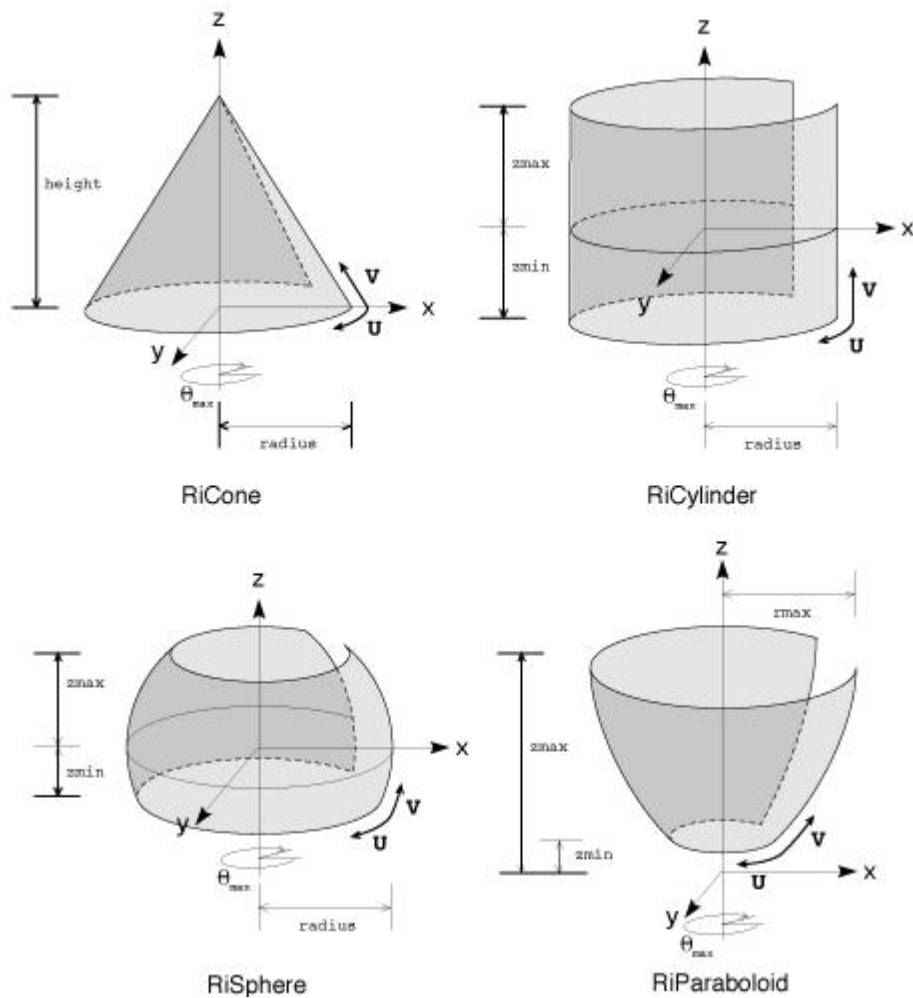 z
height
V
x
U
y
Θmax
radius
RiCone
z
zmax
x
zmin
y
V
U
Θmax
radius
RiCylinder
z
zmax
x
zmin
V
y
U
Θmax
radius
RiSphere
z
rmax
zmax
V
zmin
x
U
y
Θmax
RiParaboloid